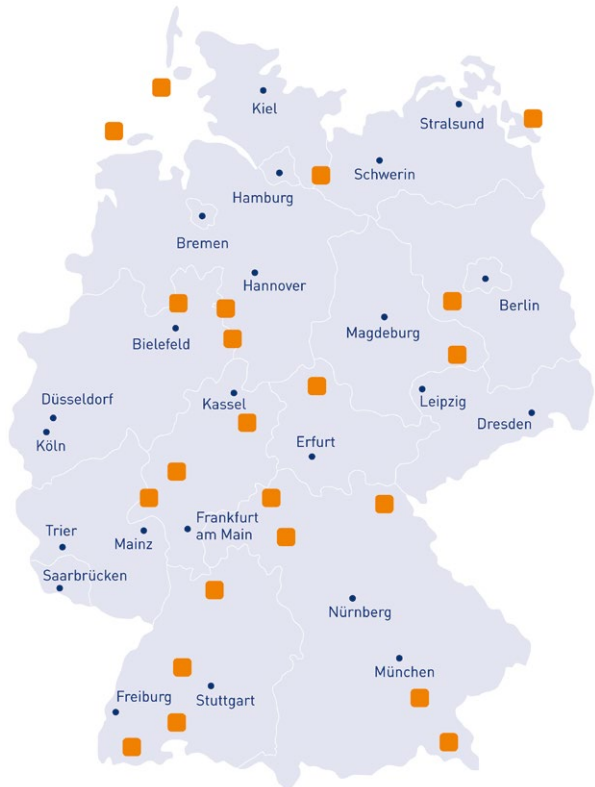 Kiel
Stralsund
Schwerin
Hamburg
Bremen
Hannover
Berlin
Magdeburg
Bielefeld
Düsseldorf
Kassel
Leipzig
Dresden
Köln
Erfurt
Frankfurt
am Main
Trier
Mainz
Saarbrücken
Nürnberg
München
Freiburg
Stuttgart